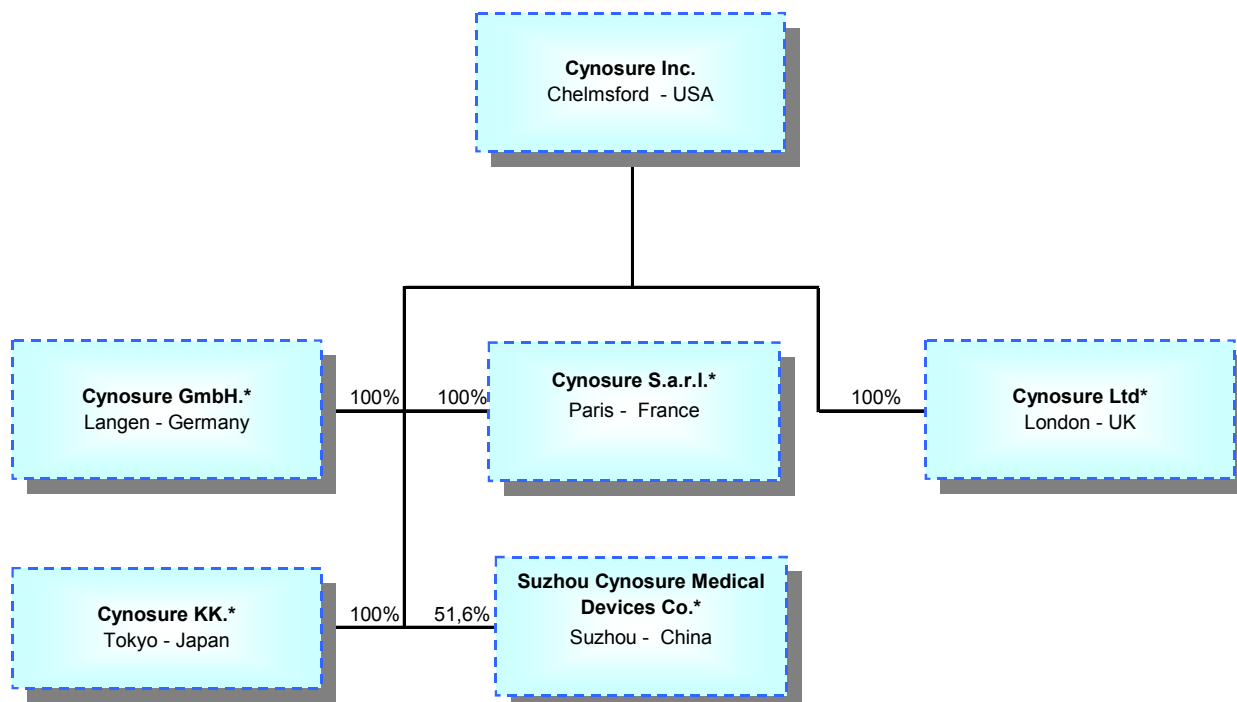 Cynosure Inc.
Chelmsford - USA
Cynosure GmbH.*
Langen - Germany
100%
100%
Cynosure S.a.r.l.*
Paris - France
100%
Cynosure Ltd*
London - UK
Cynosure KK.*
Tokyo - Japan
100%
51,6%
Suzhou Cynosure Medical
Devices Co.*
Suzhou - China